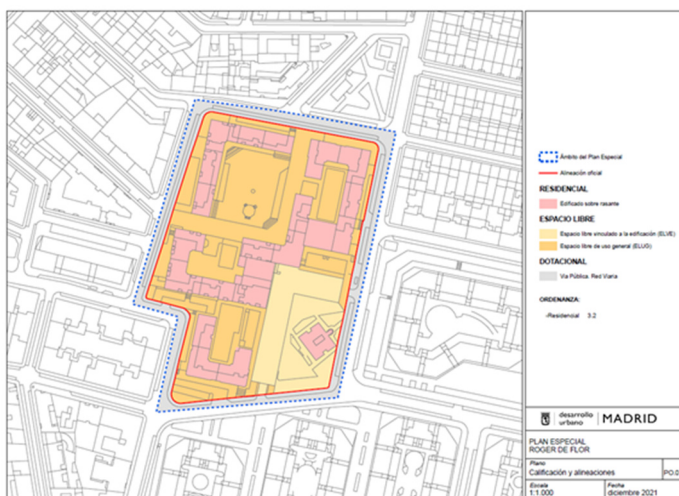 Ámbito del Plan Especial
Alineación oficial
RESIDENCIAL
Edificado sobre rasante
ESPACIO LIBRE
Espacio libre vinculado a la edificación (ELVE)
Espacio libre de uso general (ELUG)
DOTACIONAL
Vía Pública. Red Viaria
ORDENANZA:
-Residencial 3.2
desarrollo urbano MADRID
PLAN ESPECIAL
ROGER DE FLOR
Plano
Calificación y alineaciones
Escala Fecha
1:1.000 diciembre 2021